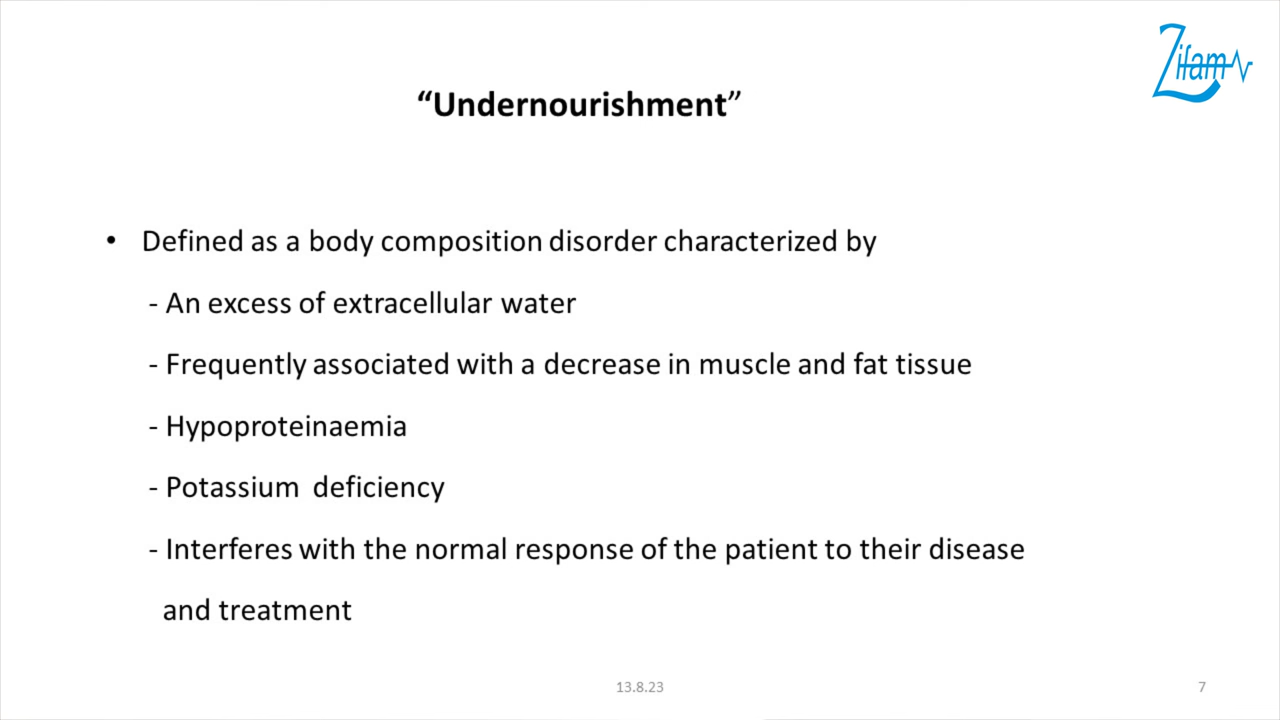 Zifam
“Undernourishment”
• Defined as a body composition disorder characterized by
- An excess of extracellular water
- Frequently associated with a decrease in muscle and fat tissue
- Hypoproteinaemia
- Potassium deficiency
- Interferes with the normal response of the patient to their disease
and treatment
13.8.23
7